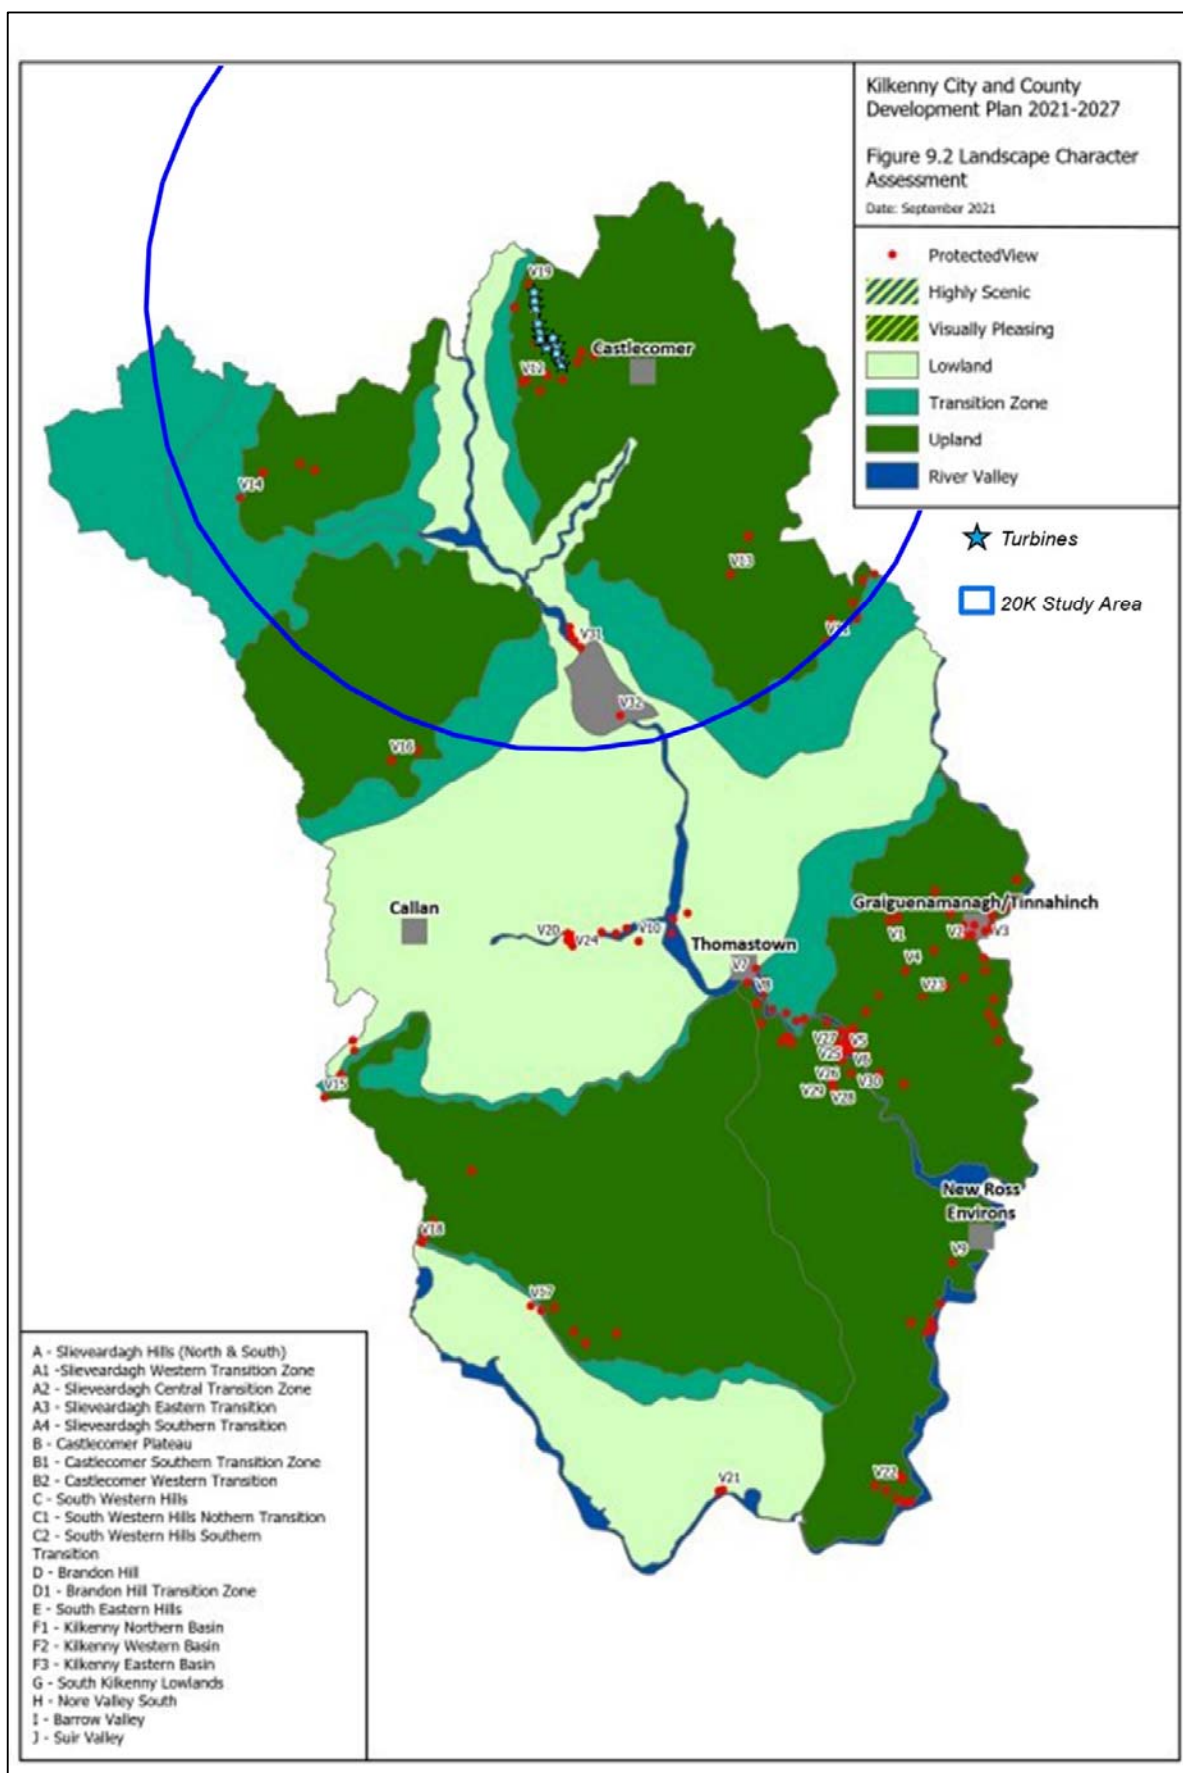 Kilkenny City and County
Development Plan 2021-2027
Figure 9.2 Landscape Character
Assessment
Date: September 2021
ProtectedView
Highly Scenic
Visually Pleasing
Lowland
Transition Zone
Upland
River Valley
Turbines
20K Study Area
V19
Castlecomer
V12
V14
V13
V31
V32
V16
Callan
V20
V24
V10
Thomastown
V7
V8
Graiguenamanagh/Tinnahinch
V1
V2
V3
V4
V23
V27
V5
V25
V6
V26
V30
V29
V28
V15
New Ross
Environs
V9
V18
V17
V22
V21
A - Slieveardagh Hills (North & South)
A1 -Slieveardagh Western Transition Zone
A2 - Slieveardagh Central Transition Zone
A3 - Slieveardagh Eastern Transition
A4 - Slieveardagh Southern Transition
B - Castlecomer Plateau
B1 - Castlecomer Southern Transition Zone
B2 - Castlecomer Western Transition
C - South Western Hills
C1 - South Western Hills Nothern Transition
C2 - South Western Hills Southern
Transition
D - Brandon Hill
D1 - Brandon Hill Transition Zone
E - South Eastern Hills
F1 - Kilkenny Northern Basin
F2 - Kilkenny Western Basin
F3 - Kilkenny Eastern Basin
G - South Kilkenny Lowlands
H - Nore Valley South
I - Barrow Valley
J - Suir Valley